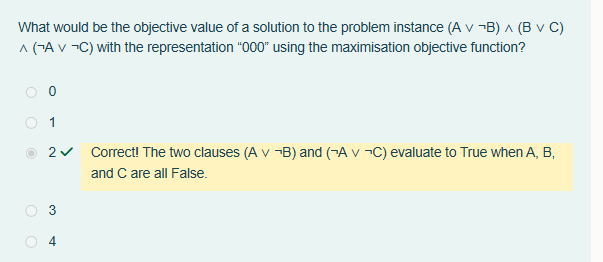 What would be the objective value of a solution to the problem instance (A ∨ ¬B) ∧ (B ∨ C)
∧ (¬A ∨ ¬C) with the representation “000” using the maximisation objective function?
0
1
2 ✓ Correct! The two clauses (A ∨ ¬B) and (¬A ∨ ¬C) evaluate to True when A, B,
and C are all False.
3
4